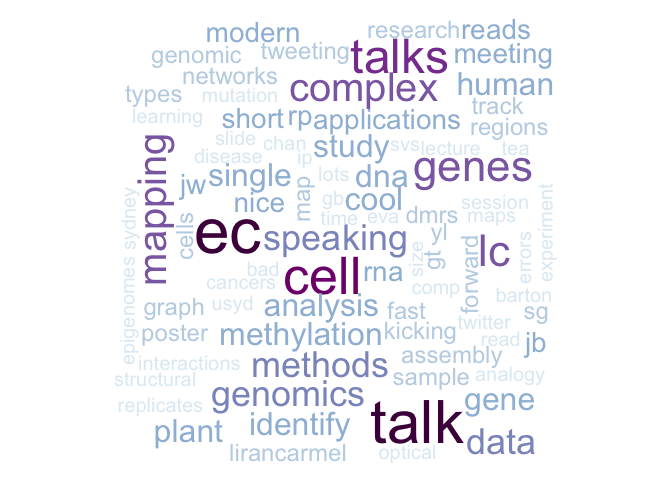 modern research reads
genomic tweeting talks meeting
networks complex human
types mutation track
learning short rp applications regions
slide chan study svs lecture tea
disease ip genes
mapping jw single lots dna
nice map gb cool session
sydney cells time eva dmrs maps experiment
ec speaking yl lc
size gt forward errors
bad cell rna
epigenomes cancers comp barton
graph usyd analysis fast twitter sg
poster methylation kicking read jb
interactions methods assembly
structural sample analogy
replicates genomics gene
plant identify talk data
lirancarmel optical